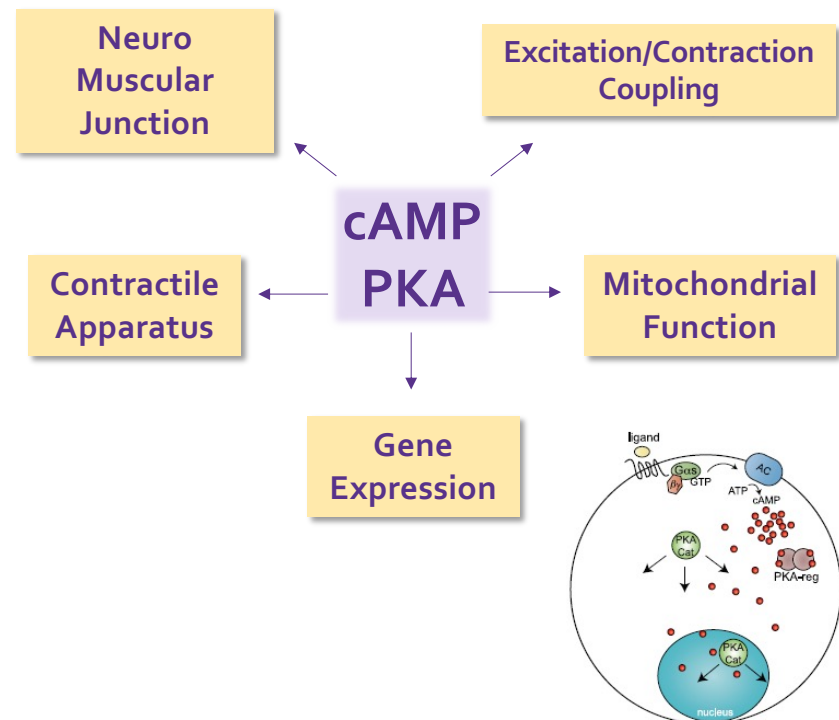 Neuro
Muscular
Junction
Excitation/Contraction
Coupling
cAMP
PKA
Contractile
Apparatus
Mitochondrial
Function
Gene
Expression
ligand
Gαs
βγ
GTP
AC
ATP
cAMP
PKA
Cat
PKA-reg
PKA
Cat
nucleus